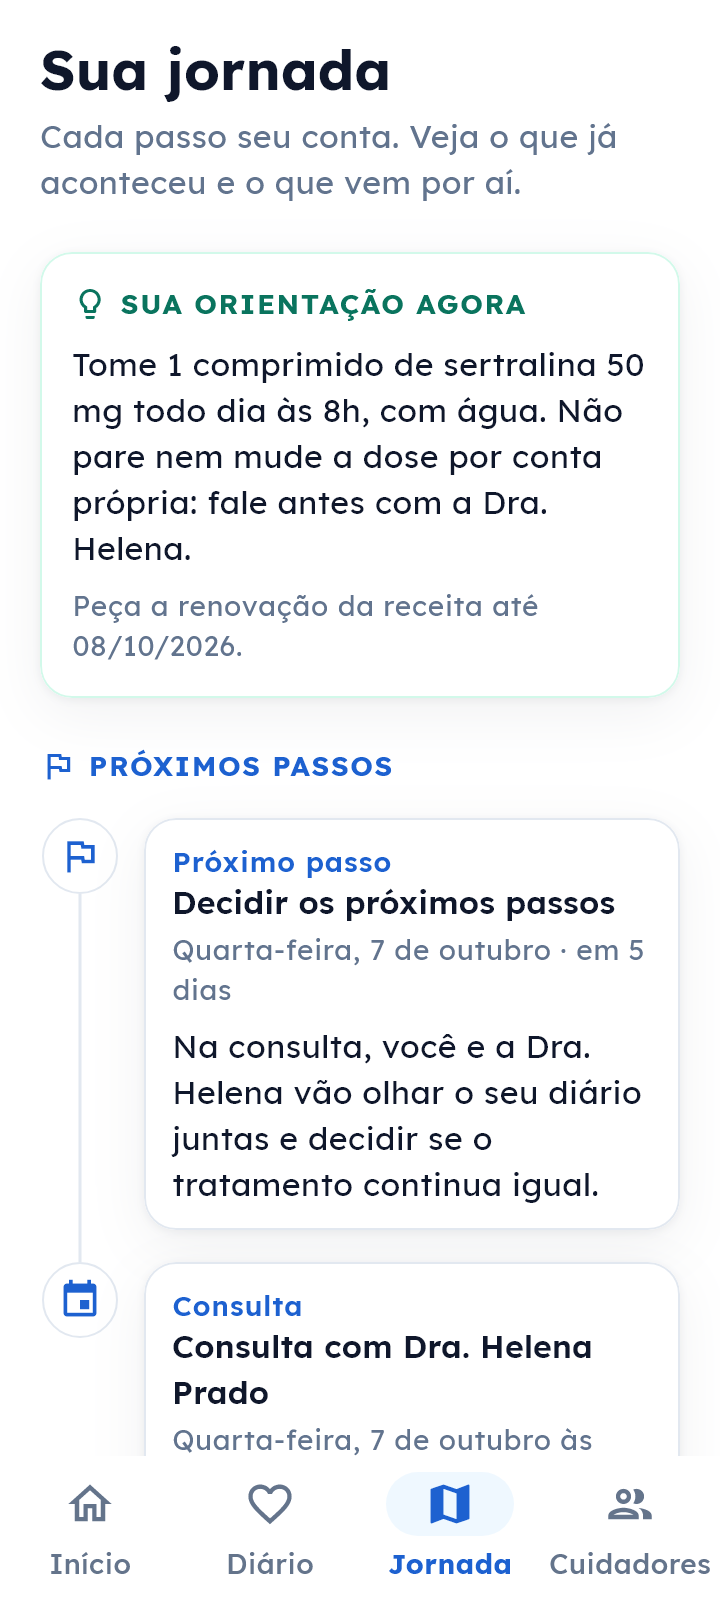 Sua jornada
Cada passo seu conta. Veja o que já
aconteceu e o que vem por aí.
SUA ORIENTAÇÃO AGORA
Tome 1 comprimido de sertralina 50
mg todo dia às 8h, com água. Não
pare nem mude a dose por conta
própria: fale antes com a Dra.
Helena.
Peça a renovação da receita até
08/10/2026.
PRÓXIMOS PASSOS
Próximo passo
Decidir os próximos passos
Quarta-feira, 7 de outubro · em 5
dias
Na consulta, você e a Dra.
Helena vão olhar o seu diário
juntas e decidir se o
tratamento continua igual.
Consulta
Consulta com Dra. Helena
Prado
Quarta-feira, 7 de outubro às
Início
Diário
Jornada
Cuidadores